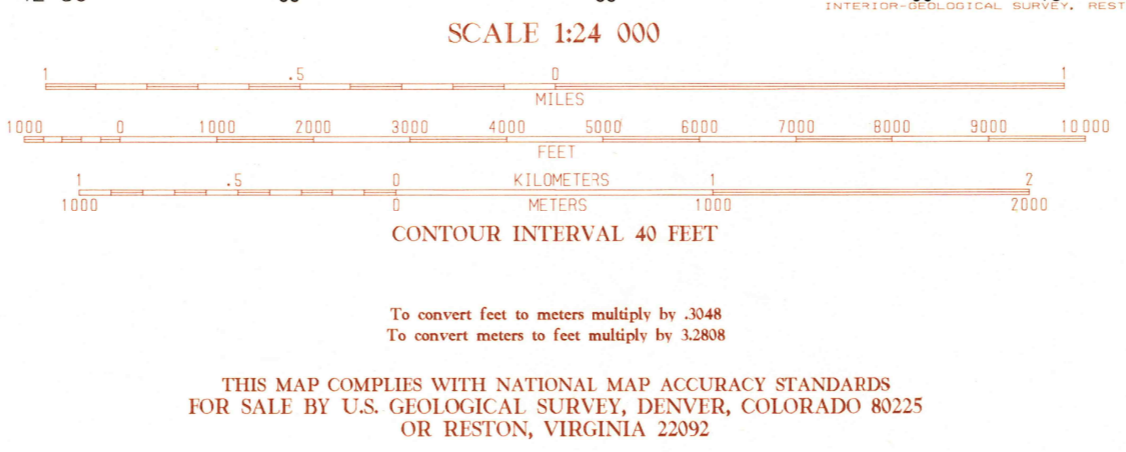 INTERIOR-GEOLOGICAL SURVEY, REST
SCALE 1:24 000
1 .5 0 1
MILES
1000 0 1000 2000 3000 4000 5000 6000 7000 8000 9000 10000
FEET
1 .5 0 KILOMETERS 1 2
1000 0 METERS 1000 2000
CONTOUR INTERVAL 40 FEET
To convert feet to meters multiply by .3048
To convert meters to feet multiply by 3.2808
THIS MAP COMPLIES WITH NATIONAL MAP ACCURACY STANDARDS
FOR SALE BY U.S. GEOLOGICAL SURVEY, DENVER, COLORADO 80225
OR RESTON, VIRGINIA 22092